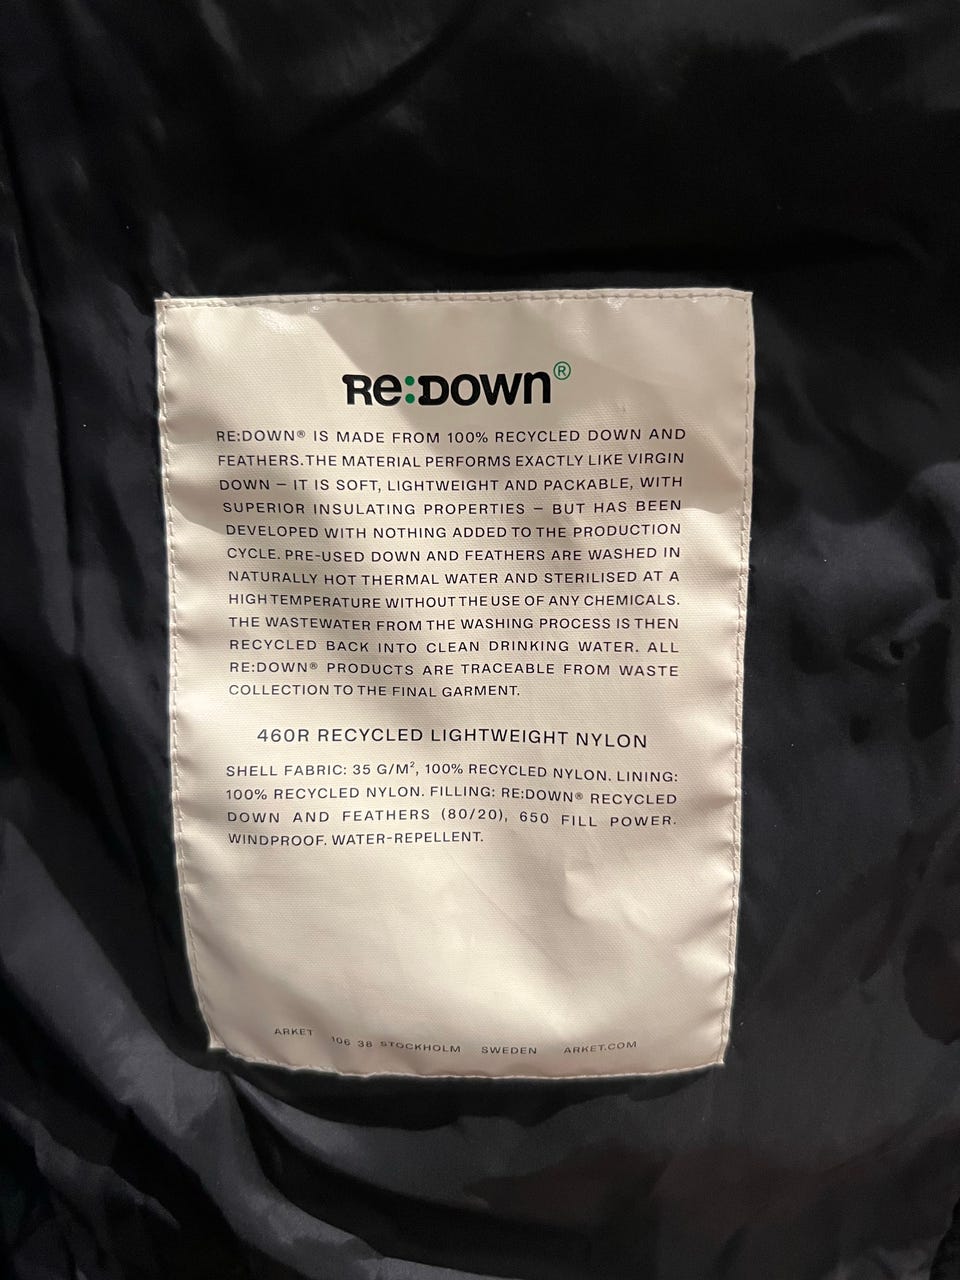 Re:Down®
RE:DOWN® IS MADE FROM 100% RECYCLED DOWN AND
FEATHERS.THE MATERIAL PERFORMS EXACTLY LIKE VIRGIN
DOWN – IT IS SOFT, LIGHTWEIGHT AND PACKABLE, WITH
SUPERIOR INSULATING PROPERTIES – BUT HAS BEEN
DEVELOPED WITH NOTHING ADDED TO THE PRODUCTION
CYCLE. PRE-USED DOWN AND FEATHERS ARE WASHED IN
NATURALLY HOT THERMAL WATER AND STERILISED AT A
HIGH TEMPERATURE WITHOUT THE USE OF ANY CHEMICALS.
THE WASTEWATER FROM THE WASHING PROCESS IS THEN
RECYCLED BACK INTO CLEAN DRINKING WATER. ALL
RE:DOWN® PRODUCTS ARE TRACEABLE FROM WASTE
COLLECTION TO THE FINAL GARMENT.
460R RECYCLED LIGHTWEIGHT NYLON
SHELL FABRIC: 35 G/M², 100% RECYCLED NYLON. LINING:
100% RECYCLED NYLON. FILLING: RE:DOWN® RECYCLED
DOWN AND FEATHERS (80/20), 650 FILL POWER.
WINDPROOF. WATER-REPELLENT.
ARKET 106 38 STOCKHOLM SWEDEN ARKET.COM